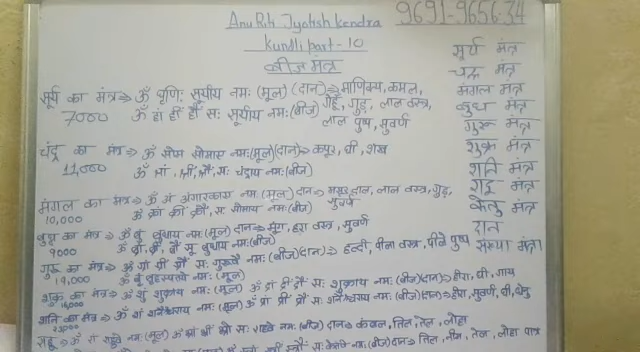 Anu Riti Jyotish Kendra
9691-9656-34
Kundli part-10
बीज मंत्र
सूर्य का मंत्र ⇒ ॐ घृणिः सूर्याय नमः (मूल) (दान) ⇒ माणिक्य, कमल,
7000 ॐ ह्रां ह्रीं ह्रौं सः सूर्याय नमः (बीज) गेहूँ, गुड़, लाल वस्त्र,
लाल पुष्प, सुवर्ण
चंद्र का मंत्र ⇒ ॐ सोम सोमाय नमः (मूल) (दान) ⇒ कपूर, घी, शंख
11,000 ॐ श्रां श्रीं श्रौं सः चंद्राय नमः (बीज)
मंगल का मंत्र ⇒ ॐ अं अंगारकाय नमः (मूल) दान ⇒ मसूर दाल, लाल वस्त्र, गुड़,
10,000 ॐ क्रां क्रीं क्रौं सः भोमाय नमः (बीज) सुवर्ण
बुध का मंत्र ⇒ ॐ बुं बुधाय नमः (मूल) दान ⇒ मूंग, हरा वस्त्र, सुवर्ण
9000 ॐ ब्रां ब्रीं ब्रौं सः बुधाय नमः (बीज)
गुरू का मंत्र ⇒ ॐ ग्रां ग्रीं ग्रौं सः गुरुवे नमः (बीज) दान ⇒ हल्दी, पीला वस्त्र, पीले पुष्प
19,000 ॐ बृं बृहस्पतये नमः (मूल)
शुक्र का मंत्र ⇒ ॐ शुं शुक्राय नमः (मूल) ॐ द्रां द्रीं द्रौं सः शुक्राय नमः (बीज) दान ⇒ हीरा, घी, गाय
शनि का मंत्र ⇒ ॐ शं शनैश्चराय नमः (मूल) ॐ प्रां प्रीं प्रौं सः शनैश्चराय नमः (बीज) दान ⇒
23000
राहू ⇒ ॐ रां राहवे नमः (मूल) ॐ भ्रां भ्रीं भ्रौं सः राहवे नमः (बीज) दान ⇒ कंबल, तिल, तेल, लोहा
केतवे नमः (बीज) दान ⇒ तिल, तेल, लोहा पात्र
सूर्य मंत्र
चन्द्र मंत्र
मंगल मंत्र
बुध मंत्र
गुरू मंत्र
शुक्र मंत्र
शनि मंत्र
राहू मंत्र
केतु मंत्र
दान
संख्या मंत्र